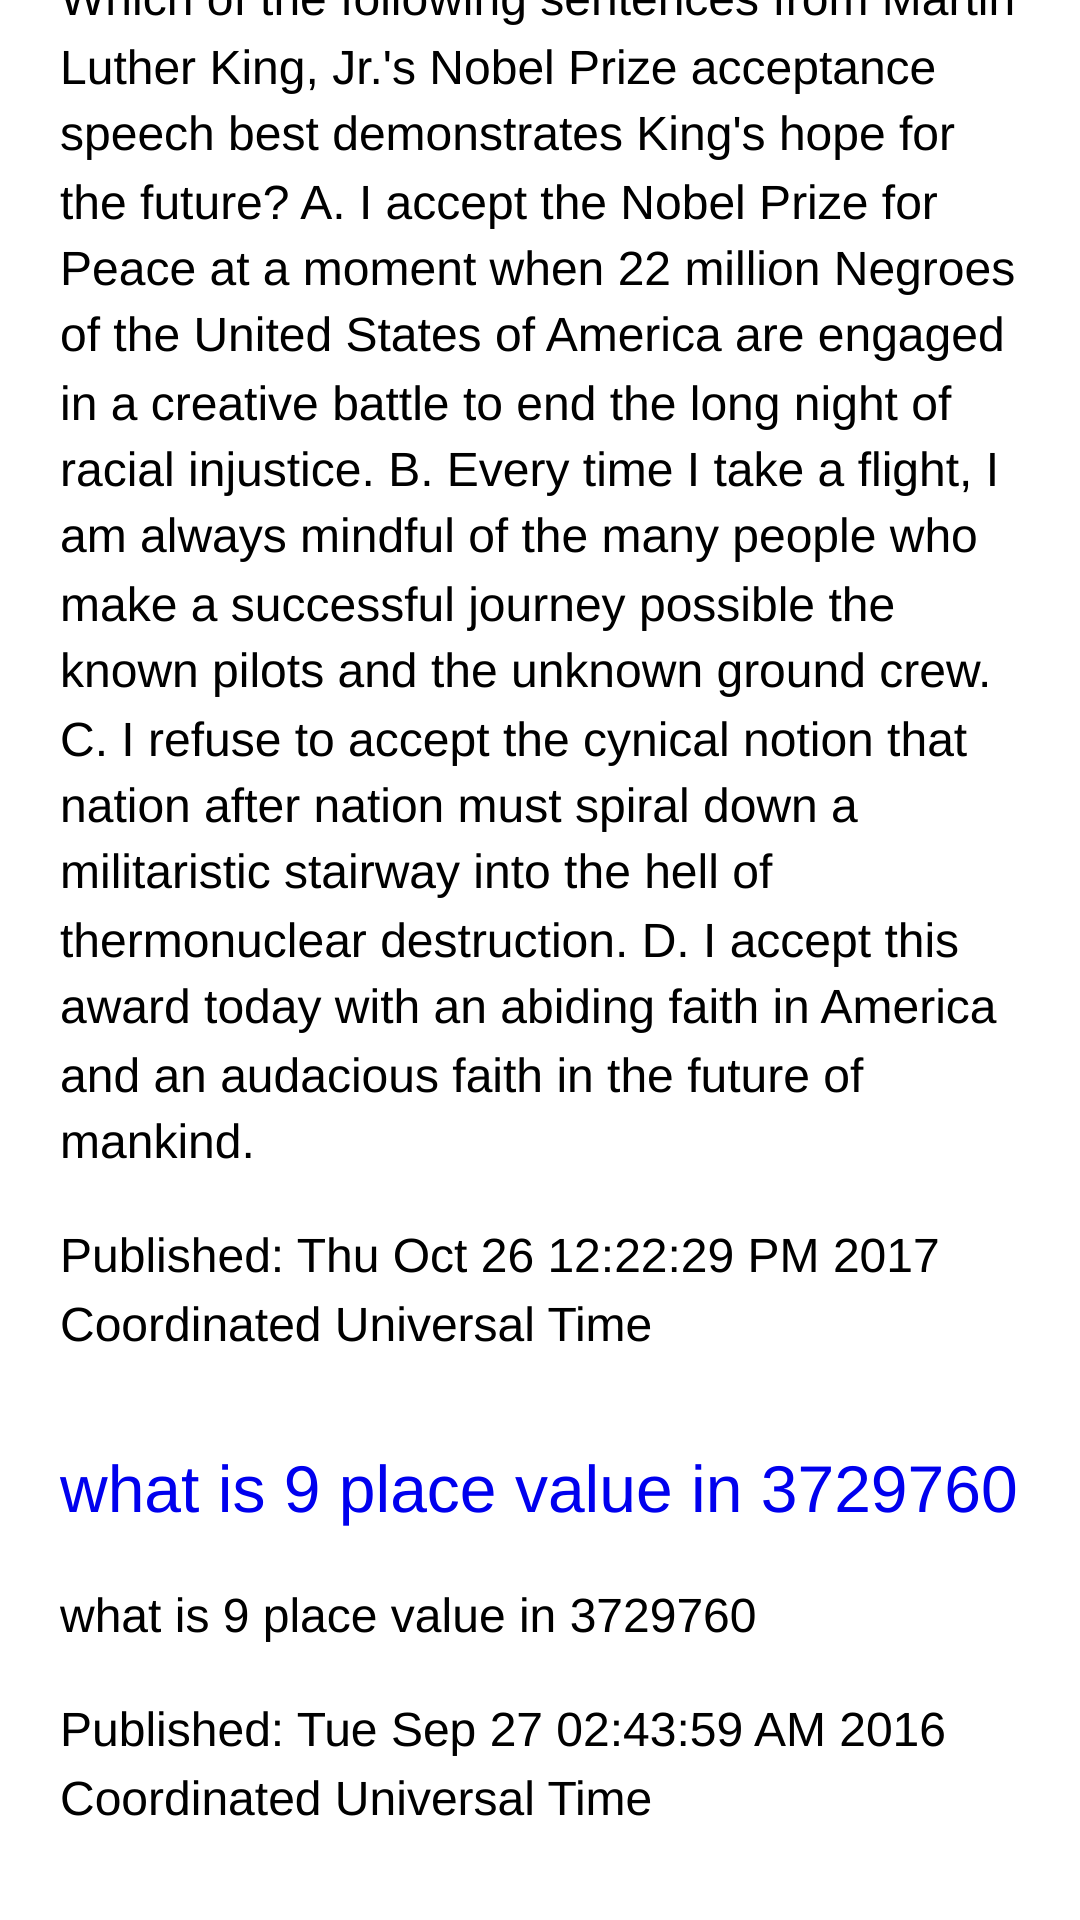 Which of the following sentences from Martin
Luther King, Jr.'s Nobel Prize acceptance
speech best demonstrates King's hope for
the future? A. I accept the Nobel Prize for
Peace at a moment when 22 million Negroes
of the United States of America are engaged
in a creative battle to end the long night of
racial injustice. B. Every time I take a flight, I
am always mindful of the many people who
make a successful journey possible the
known pilots and the unknown ground crew.
C. I refuse to accept the cynical notion that
nation after nation must spiral down a
militaristic stairway into the hell of
thermonuclear destruction. D. I accept this
award today with an abiding faith in America
and an audacious faith in the future of
mankind.
Published: Thu Oct 26 12:22:29 PM 2017
Coordinated Universal Time
what is 9 place value in 3729760
what is 9 place value in 3729760
Published: Tue Sep 27 02:43:59 AM 2016
Coordinated Universal Time